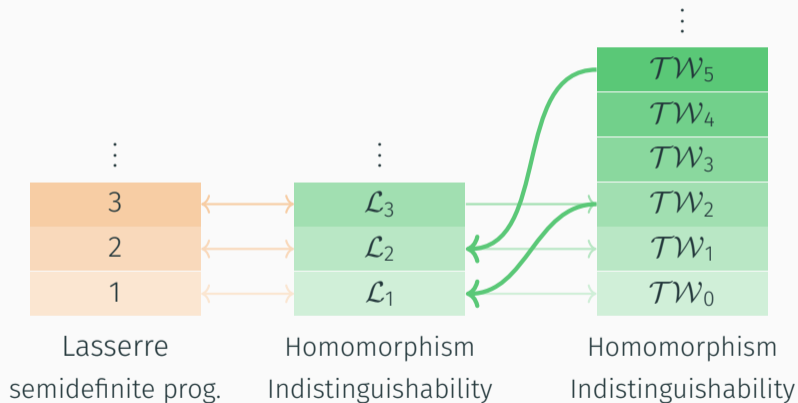 ⋮
𝒯𝒲₅
𝒯𝒲₄
⋮ ⋮ 𝒯𝒲₃
3 ℒ₃ 𝒯𝒲₂
2 ℒ₂ 𝒯𝒲₁
1 ℒ₁ 𝒯𝒲₀
Lasserre Homomorphism Homomorphism
semidefinite prog. Indistinguishability Indistinguishability